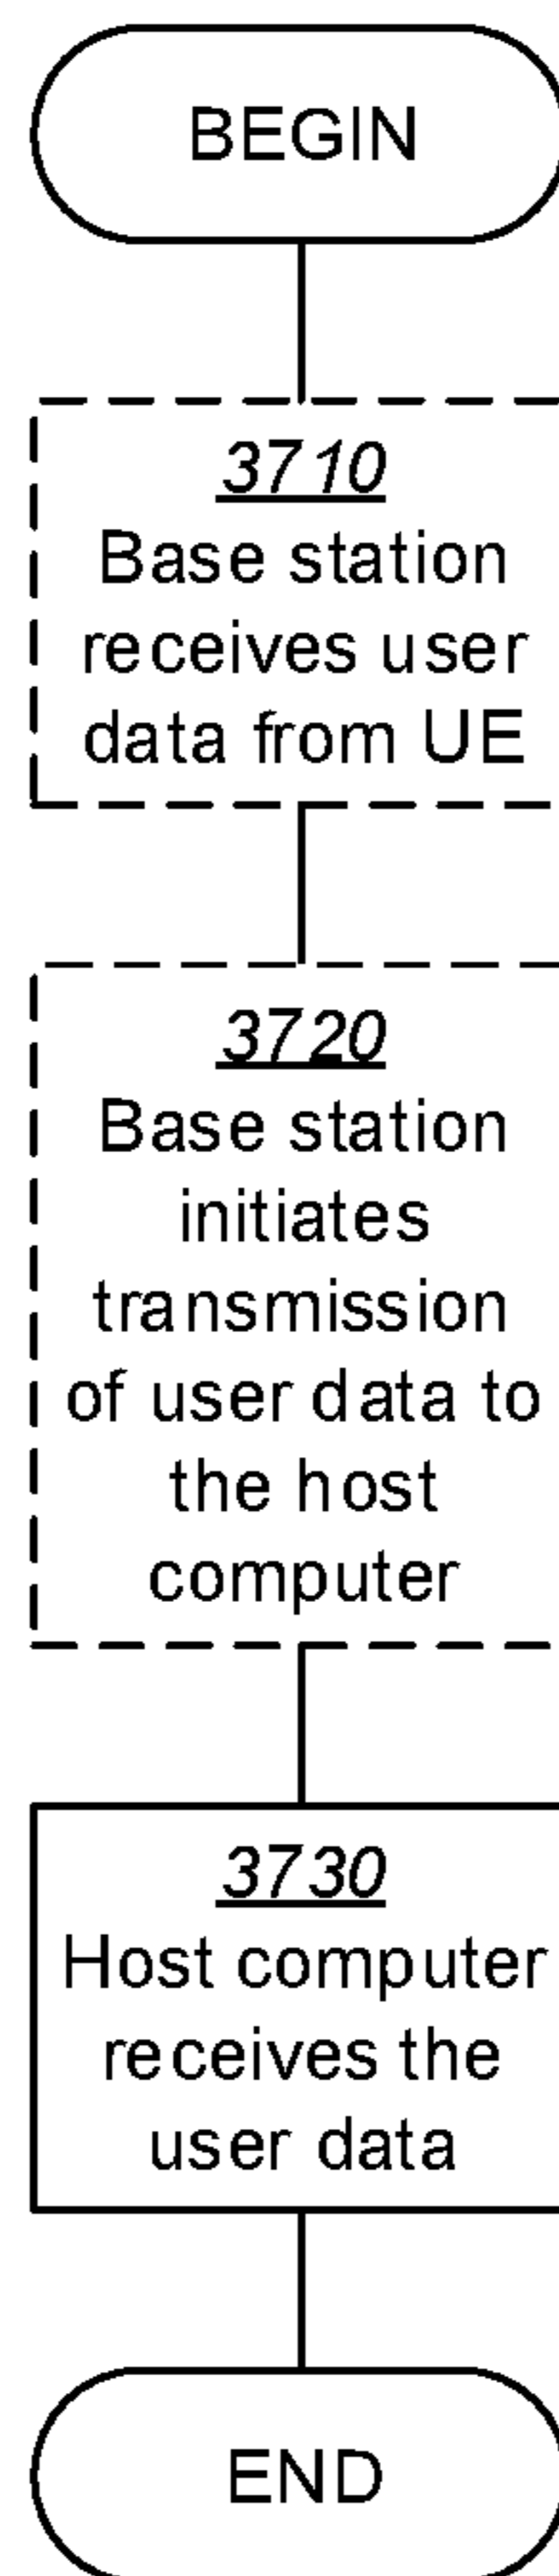 BEGIN
3710
Base station
receives user
data from UE
3720
Base station
initiates
transmission
of user data to
the host
computer
3730
Host computer
receives the
user data
END